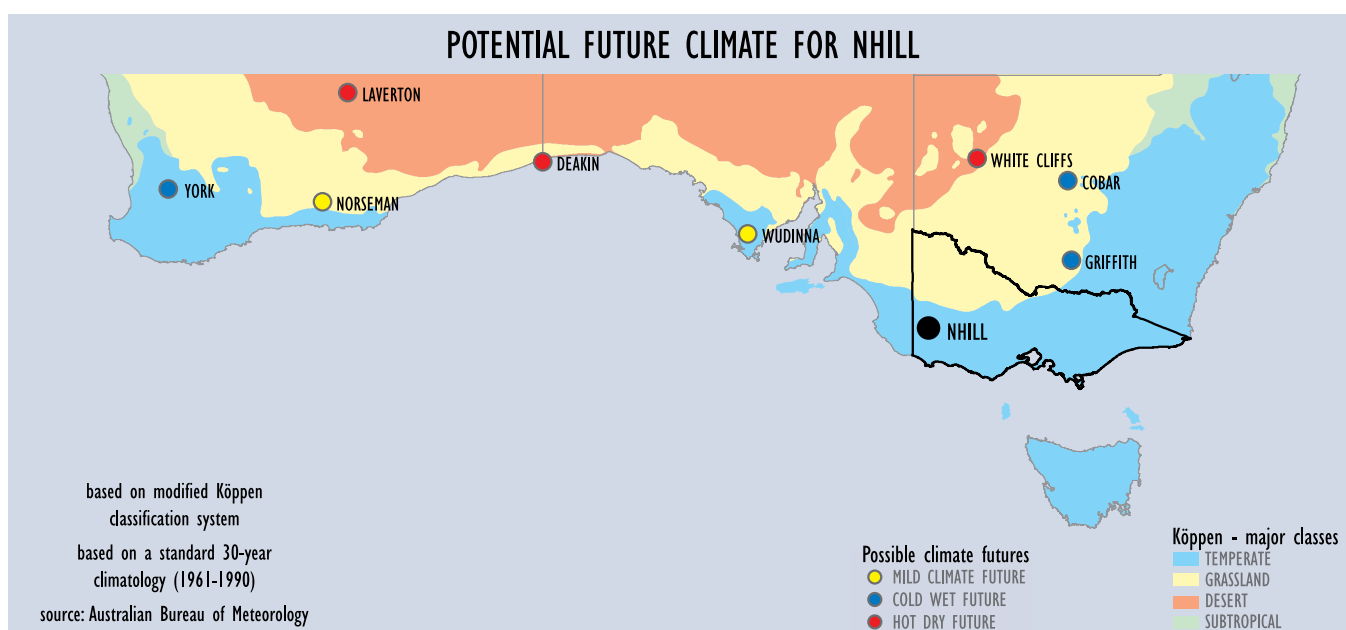 POTENTIAL FUTURE CLIMATE FOR NHILL
LAVERTON
DEAKIN
WHITE CLIFFS
COBAR
YORK
NORSEMAN
WUDINNA
GRIFFITH
NHILL
based on modified Köppen
classification system
based on a standard 30-year
climatology (1961-1990)
source: Australian Bureau of Meteorology
Possible climate futures
MILD CLIMATE FUTURE
COLD WET FUTURE
HOT DRY FUTURE
Köppen - major classes
TEMPERATE
GRASSLAND
DESERT
SUBTROPICAL